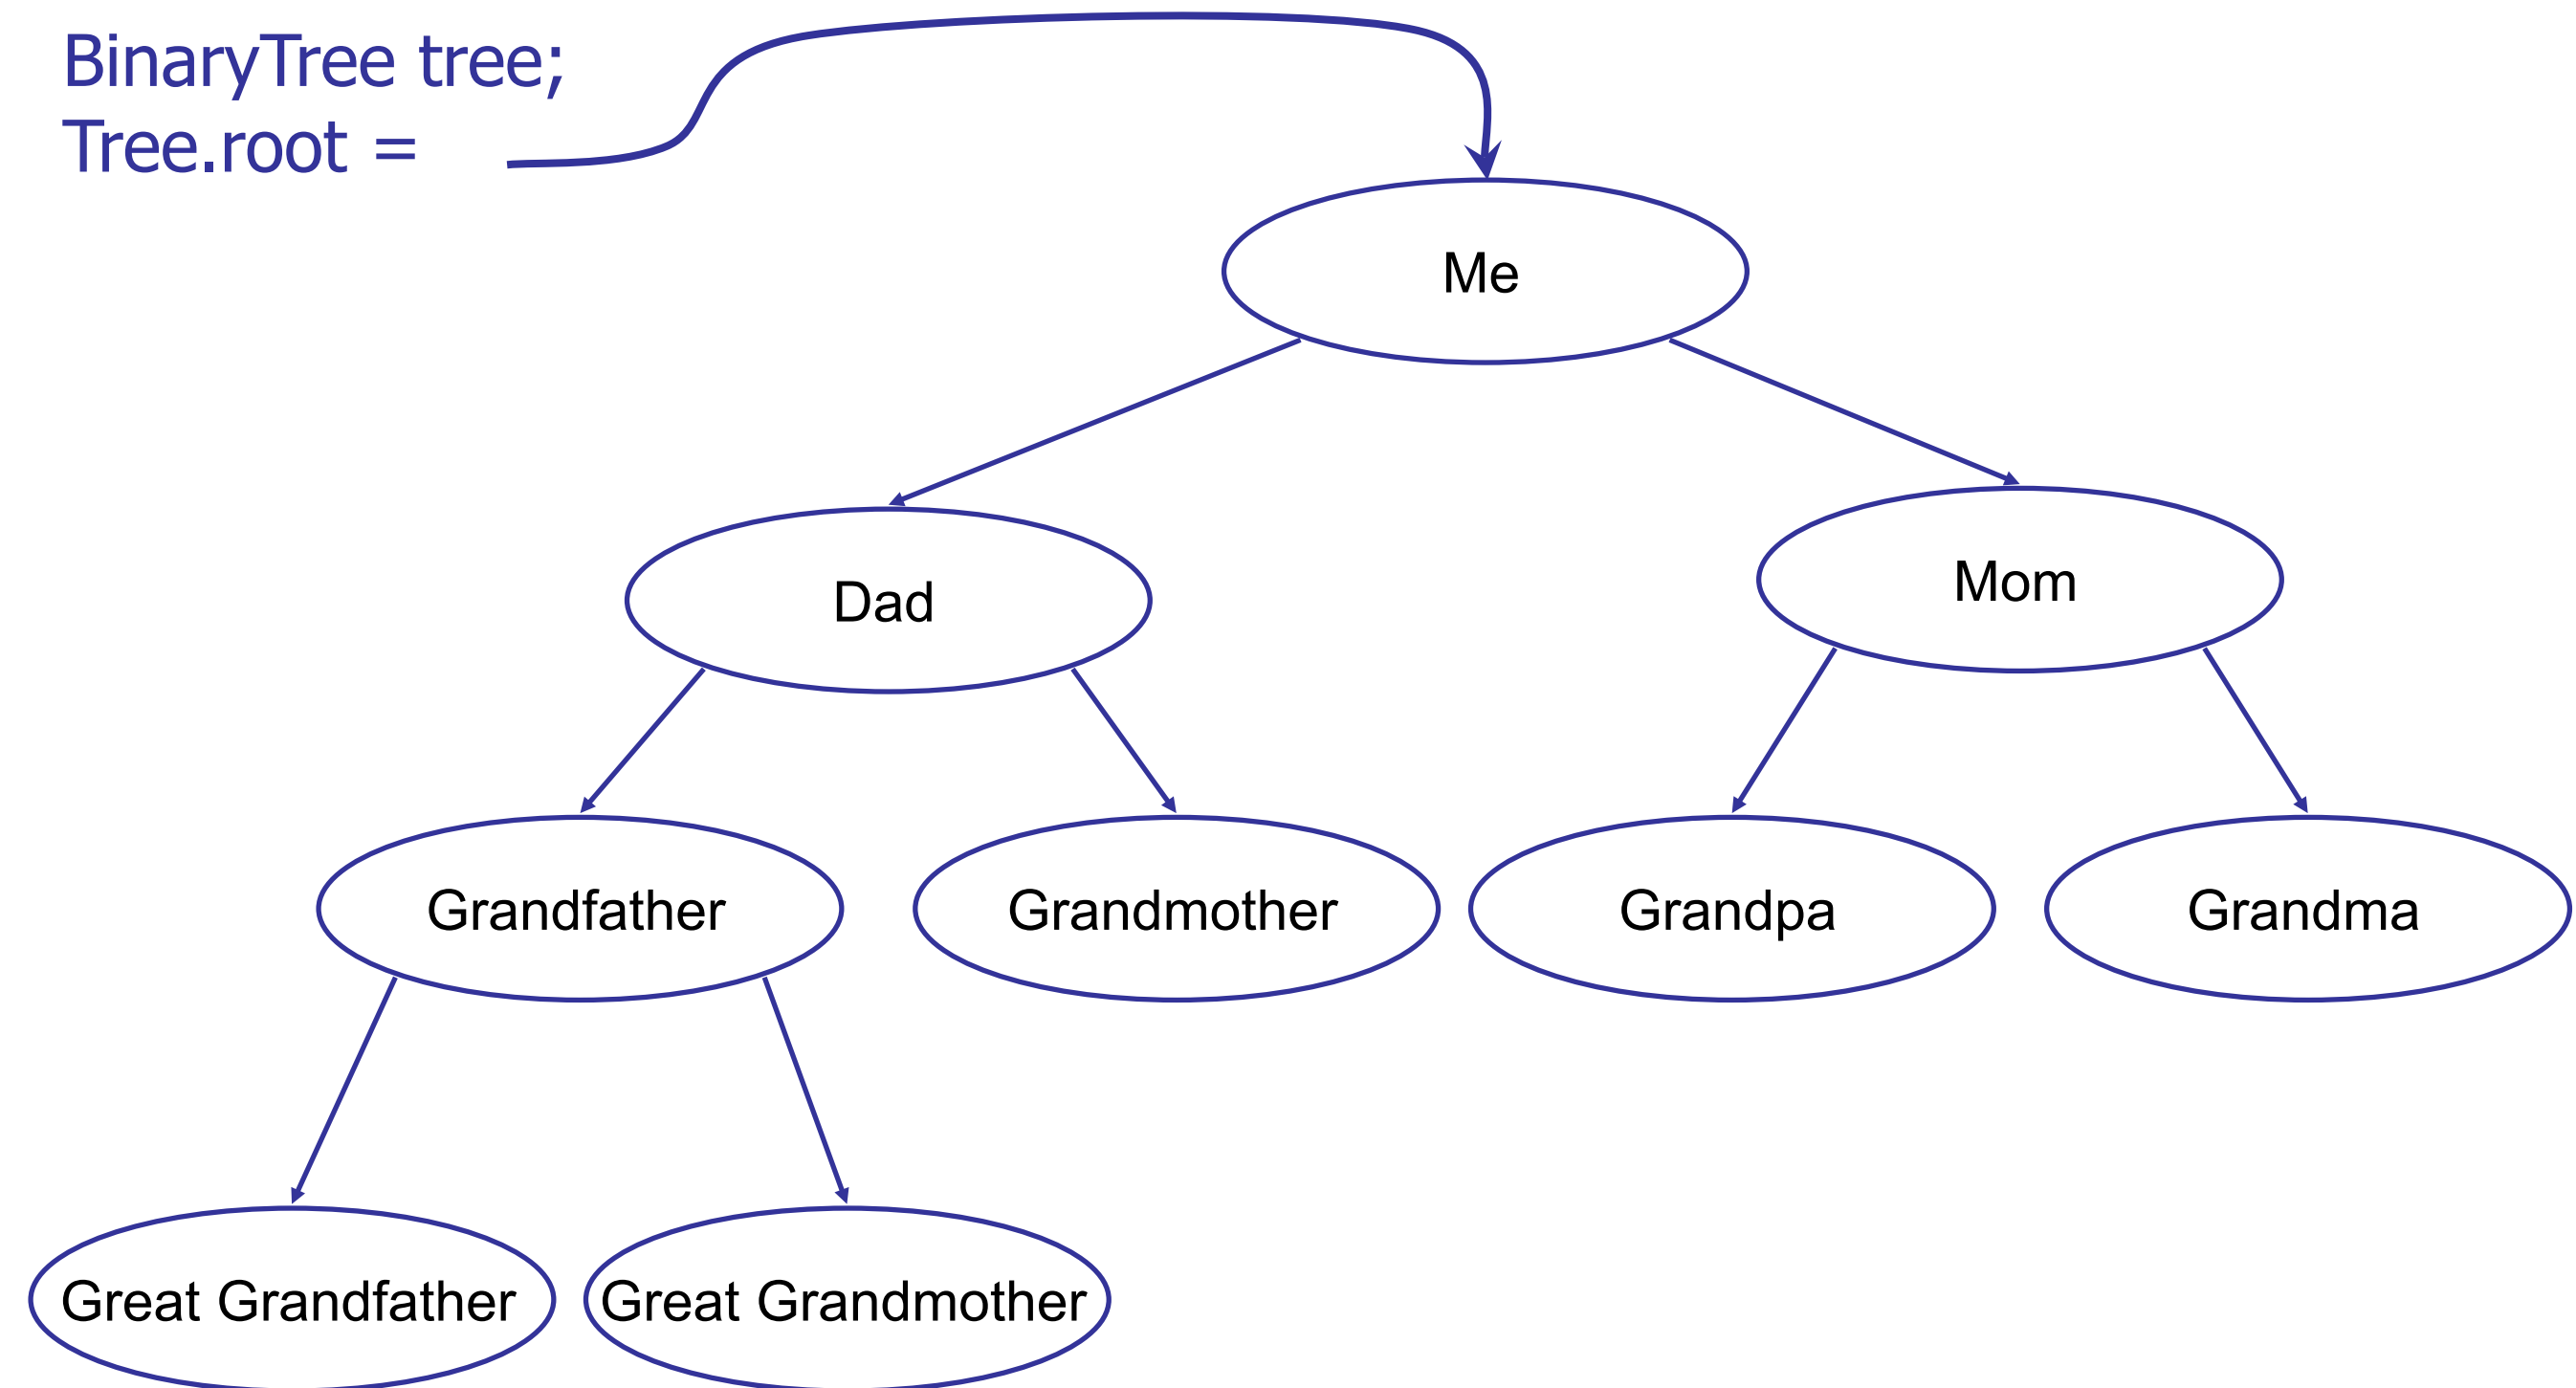 BinaryTree tree;
Tree.root =
Me
Dad
Mom
Grandfather
Grandmother
Grandpa
Grandma
Great Grandfather
Great Grandmother